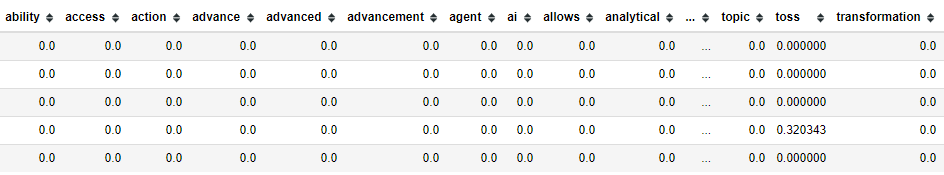 ability access action advance advanced advancement agent ai allows analytical ... topic toss transformation
0.0 0.0 0.0 0.0 0.0 0.0 0.0 0.0 0.0 0.0 ... 0.0 0.000000 0.0
0.0 0.0 0.0 0.0 0.0 0.0 0.0 0.0 0.0 0.0 ... 0.0 0.000000 0.0
0.0 0.0 0.0 0.0 0.0 0.0 0.0 0.0 0.0 0.0 ... 0.0 0.000000 0.0
0.0 0.0 0.0 0.0 0.0 0.0 0.0 0.0 0.0 0.0 ... 0.0 0.320343 0.0
0.0 0.0 0.0 0.0 0.0 0.0 0.0 0.0 0.0 0.0 ... 0.0 0.000000 0.0